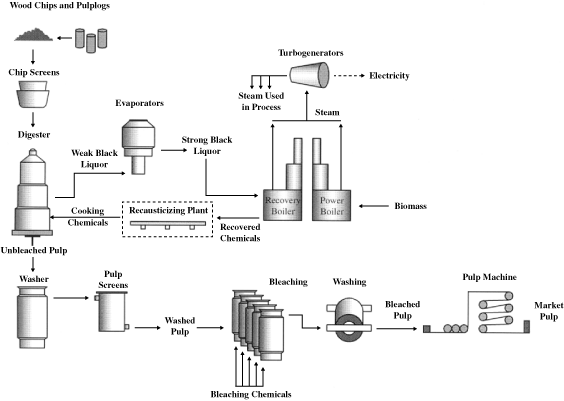 Wood Chips and Pulplogs
Chip Screens
Digester
Evaporators
Turbogenerators
Electricity
Steam Used
in Process
Steam
Weak Black
Liquor
Strong Black
Liquor
Recovery
Boiler
Power
Boiler
Biomass
Cooking
Chemicals
Recausticizing Plant
Recovered
Chemicals
Unbleached Pulp
Washer
Pulp
Screens
Washed
Pulp
Bleaching
Bleaching Chemicals
Washing
Bleached
Pulp
Pulp Machine
Market
Pulp